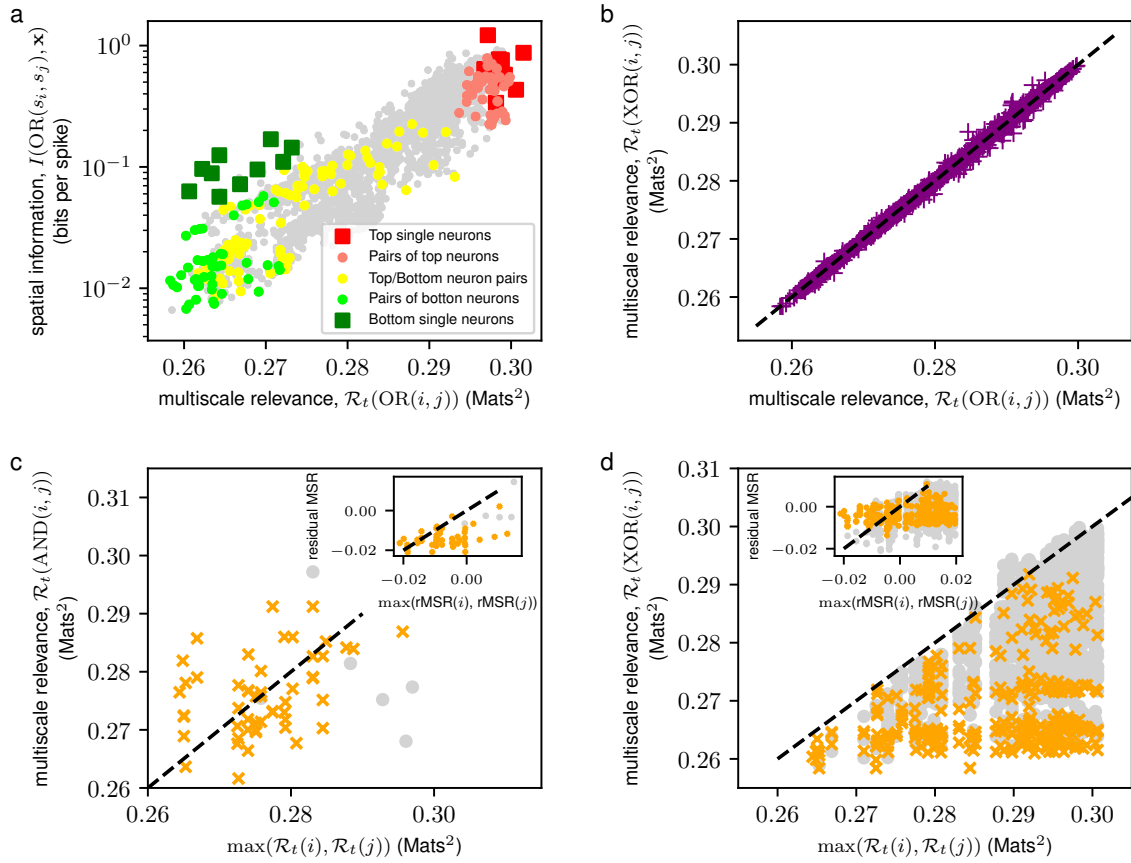 a
spatial information, I(OR(s_i, s_j), x)
(bits per spike)
10^0
10^−1
10^−2
Top single neurons
Pairs of top neurons
Top/Bottom neuron pairs
Pairs of botton neurons
Bottom single neurons
0.26 0.27 0.28 0.29 0.30
multiscale relevance, R_t(OR(i, j)) (Mats^2)
b
multiscale relevance, R_t(XOR(i, j))
(Mats^2)
0.30
0.29
0.28
0.27
0.26
0.26 0.28 0.30
multiscale relevance, R_t(OR(i, j)) (Mats^2)
c
multiscale relevance, R_t(AND(i, j))
(Mats^2)
0.31
0.30
0.29
0.28
0.27
0.26
residual MSR
0.00
−0.02
−0.02 0.00
max(rMSR(i), rMSR(j))
0.26 0.28 0.30
max(R_t(i), R_t(j)) (Mats^2)
d
multiscale relevance, R_t(XOR(i, j))
(Mats^2)
0.31
0.30
0.29
0.28
0.27
0.26
residual MSR
0.00
−0.02
−0.02 0.00 0.02
max(rMSR(i), rMSR(j))
0.26 0.27 0.28 0.29 0.30
max(R_t(i), R_t(j)) (Mats^2)